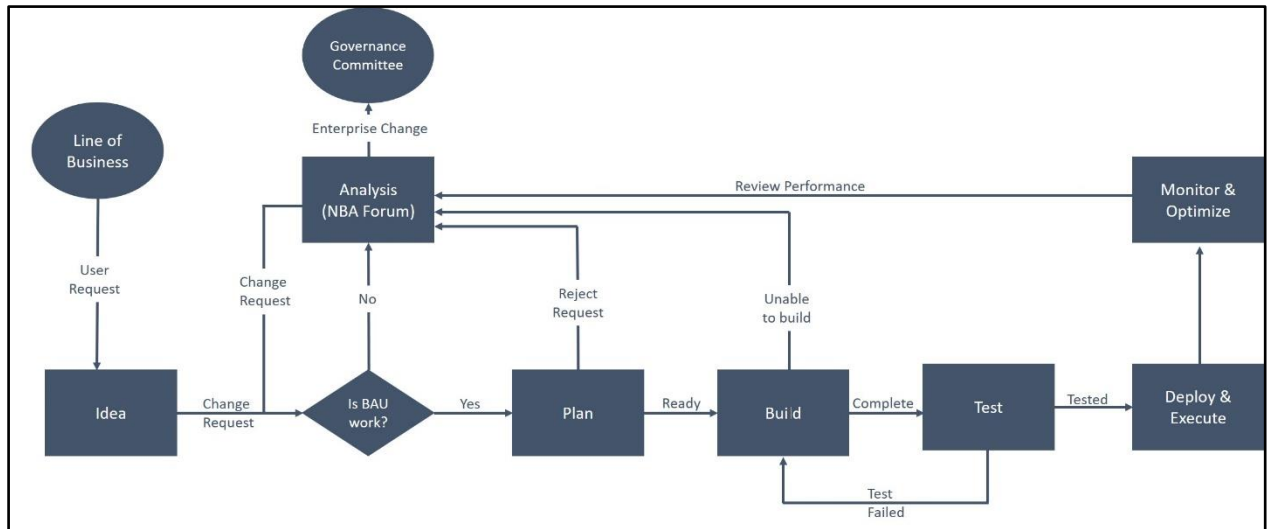 Governance
Committee
Enterprise Change
Line of
Business
Analysis
(NBA Forum)
Review Performance
Monitor &
Optimize
User
Request
Change
Request
No
Reject
Request
Unable
to build
Idea
Change
Request
Is BAU
work?
Yes
Plan
Ready
Build
Complete
Test
Tested
Deploy &
Execute
Test
Failed